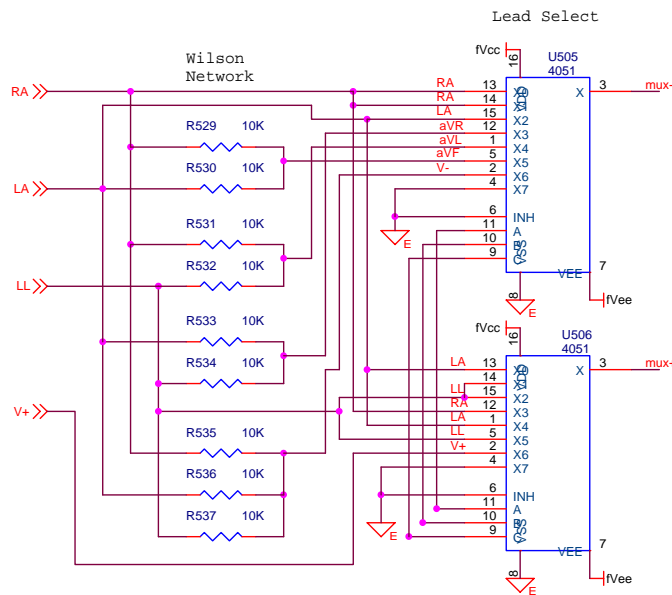 Lead Select
Wilson
Network
fVcc
16
U505
4051
RA
RA 13 X0 VDD X 3 mux-
RA 14 X1
LA 15 X2
aVR 12 X3
aVL 1 X4
aVF 5 X5
V- 2 X6
4 X7
6 INH
11 A
10 B
9 C
VSS
VEE 7
8
E
E
fVee
R529 10K
R530 10K
LA
R531 10K
R532 10K
LL
R533 10K
R534 10K
V+
R535 10K
R536 10K
R537 10K
fVcc
16
U506
4051
LA 13 X0 VDD X 3 mux-
14 X1
LL 15 X2
RA 12 X3
LA 1 X4
LL 5 X5
V+ 2 X6
4 X7
6 INH
11 A
10 B
9 C
VSS
VEE 7
8
E
E
fVee